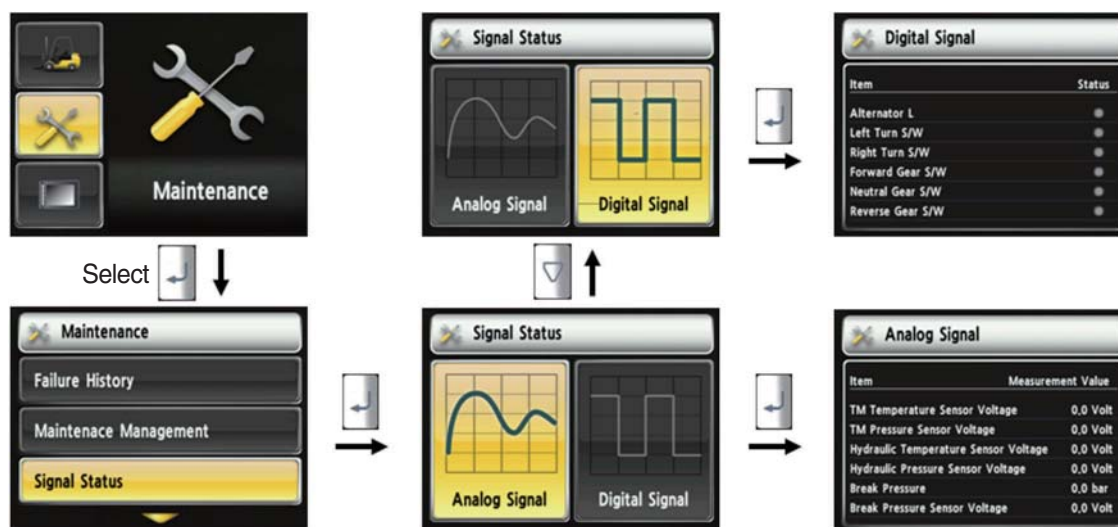 Maintenance
Select
Maintenance
Failure History
Maintenace Management
Signal Status
Signal Status
Analog Signal
Digital Signal
Signal Status
Analog Signal
Digital Signal
Digital Signal
Item Status
Alternator L
Left Turn S/W
Right Turn S/W
Forward Gear S/W
Neutral Gear S/W
Reverse Gear S/W
Analog Signal
Item Measurement Value
TM Temperature Sensor Voltage 0,0 Volt
TM Pressure Sensor Voltage 0,0 Volt
Hydraulic Temperature Sensor Voltage 0,0 Volt
Hydraulic Pressure Sensor Voltage 0,0 Volt
Break Pressure 0,0 bar
Break Pressure Sensor Voltage 0,0 Volt